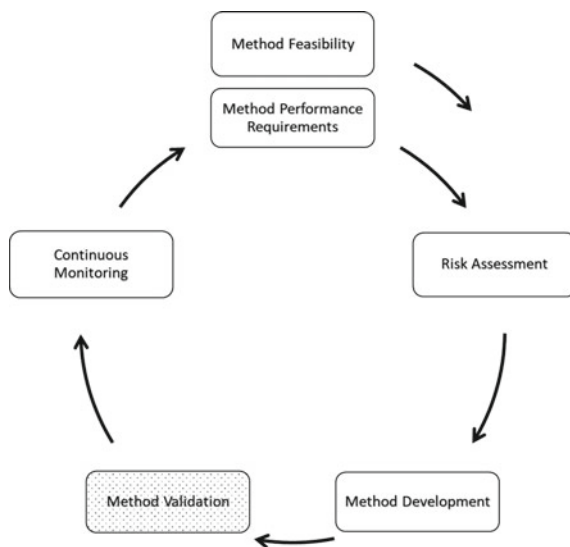 Method Feasibility
Method Performance
Requirements
Continuous
Monitoring
Risk Assessment
Method Validation
Method Development